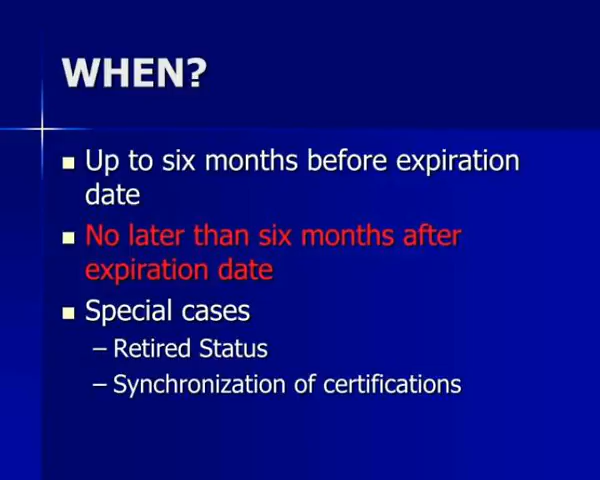 WHEN?
■ Up to six months before expiration
date
■ No later than six months after
expiration date
■ Special cases
– Retired Status
– Synchronization of certifications